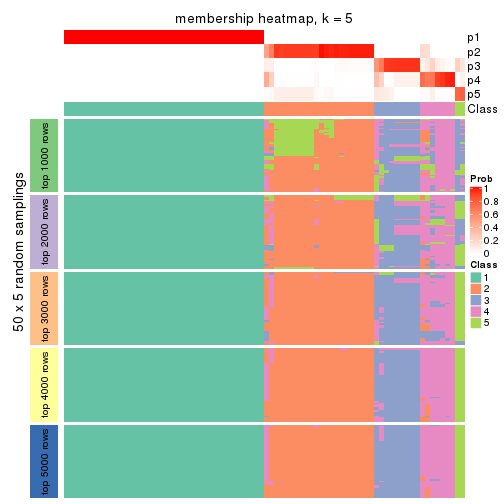 membership heatmap, k = 5
p1
p2
p3
p4
p5
Class
50 x 5 random samplings
top 1000 rows
top 2000 rows
top 3000 rows
top 4000 rows
top 5000 rows
Prob
1
0.8
0.6
0.4
0.2
0
Class
1
2
3
4
5